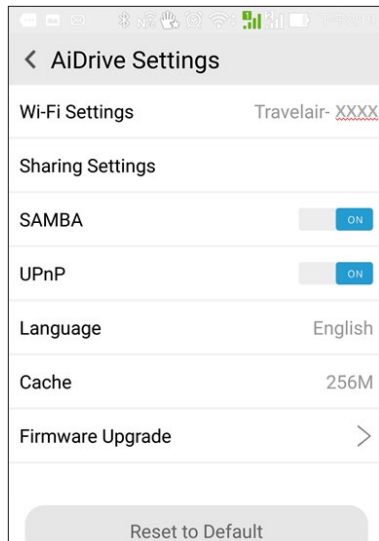 AiDrive Settings
Wi-Fi Settings Travelair- XXXX
Sharing Settings
SAMBA ON
UPnP ON
Language English
Cache 256M
Firmware Upgrade
Reset to Default